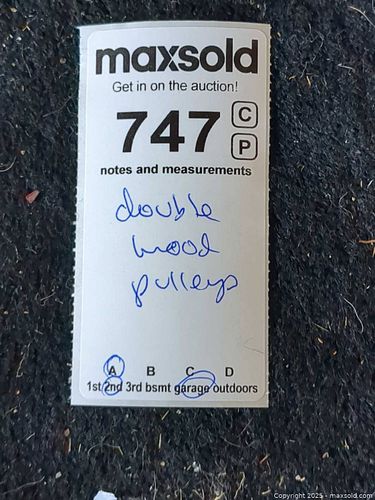 maxsold
Get in on the auction!
747 C
P
notes and measurements
double
wood
pulleys
A B C D
1st 2nd 3rd bsmt garage outdoors
Copyright 2025 - maxsold.com